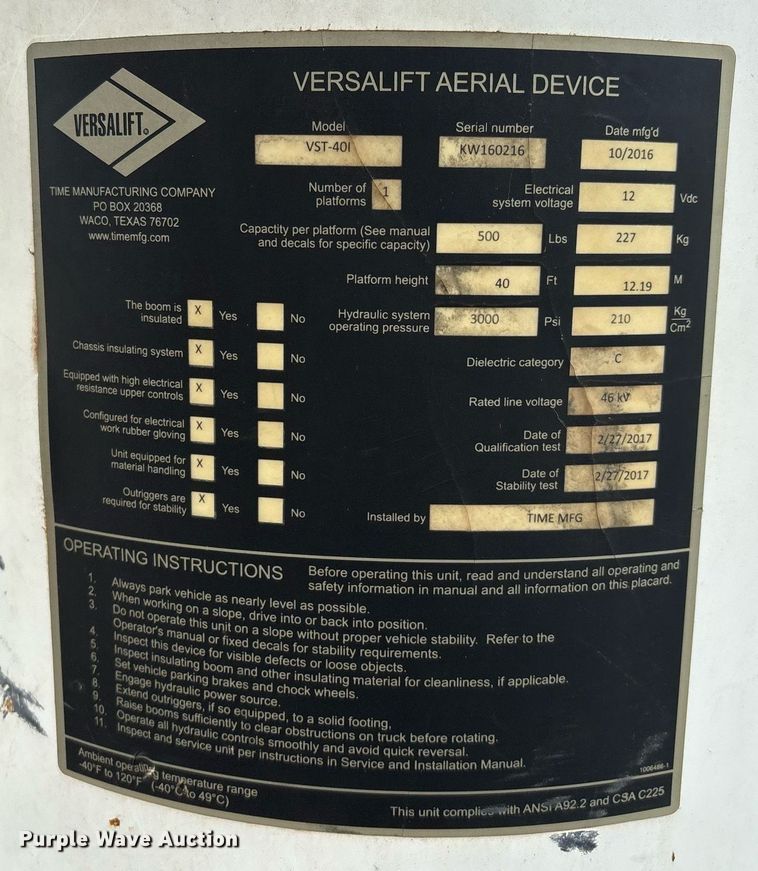 VERSALIFT®
TIME MANUFACTURING COMPANY
PO BOX 20368
WACO, TEXAS 76702
www.timemfg.com
VERSALIFT AERIAL DEVICE
Model
VST-40I
Serial number
KW160216
Date mfg'd
10/2016
Number of
platforms
1
Electrical
system voltage
12 Vdc
Capactity per platform (See manual
and decals for specific capacity)
500 Lbs 227 Kg
Platform height 40 Ft 12.19 M
Hydraulic system
operating pressure
3000 Psi 210 Kg
Cm2
Dielectric category C
Rated line voltage 46 kV
Date of
Qualification test
2/27/2017
Date of
Stability test
2/27/2017
Installed by TIME MFG
The boom is
insulated
X Yes No
Chassis insulating system X Yes No
Equipped with high electrical
resistance upper controls
X Yes No
Configured for electrical
work rubber gloving
X Yes No
Unit equipped for
material handling
X Yes No
Outriggers are
required for stability
X Yes No
OPERATING INSTRUCTIONS
Before operating this unit, read and understand all operating and
safety information in manual and all information on this placard.
1. Always park vehicle as nearly level as possible.
2. When working on a slope, drive into or back into position.
3. Do not operate this unit on a slope without proper vehicle stability. Refer to the
Operator's manual or fixed decals for stability requirements.
4. Inspect this device for visible defects or loose objects.
5. Inspect insulating boom and other insulating material for cleanliness, if applicable.
6. Set vehicle parking brakes and chock wheels.
7. Engage hydraulic power source.
8. Extend outriggers, if so equipped, to a solid footing,
9. Raise booms sufficiently to clear obstructions on truck before rotating.
10. Operate all hydraulic controls smoothly and avoid quick reversal.
11. Inspect and service unit per instructions in Service and Installation Manual.
Ambient operating temperature range
-40°F to 120°F (-40°C to 49°C)
1006486-1
This unit complies with ANSI A92.2 and CSA C225
Purple Wave Auction